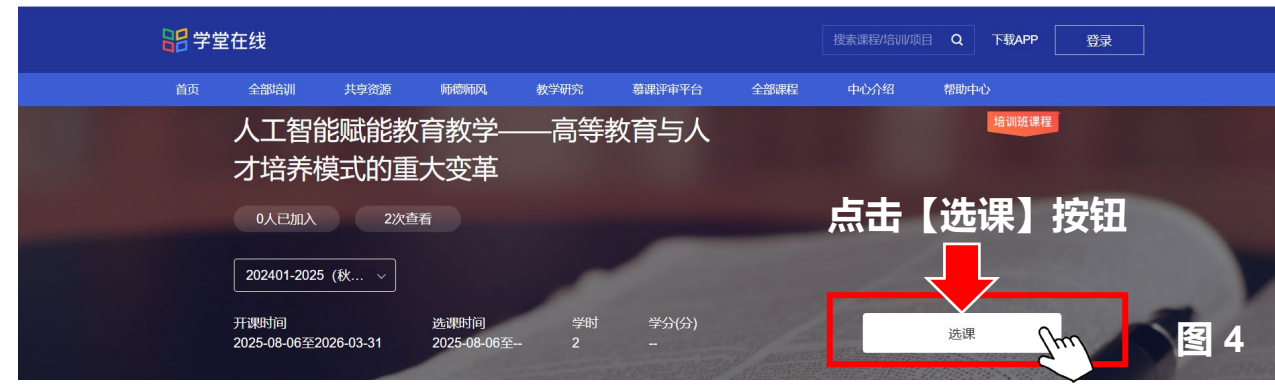 学堂在线
搜索课程/培训/项目
下载APP
登录
首页 全部培训 共享资源 师德师风 教学研究 慕课评审平台 全部课程 中心介绍 帮助中心
人工智能赋能教育教学——高等教育与人
才培养模式的重大变革
培训班课程
0人已加入 2次查看
点击【选课】按钮
202401-2025（秋...
开课时间 选课时间 学时 学分(分)
2025-08-06至2026-03-31 2025-08-06至-- 2 --
选课
图 4